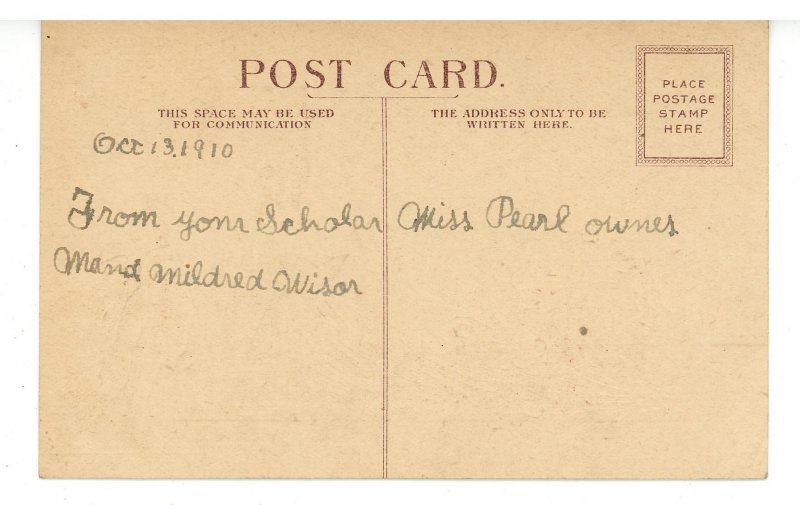 POST CARD.
THIS SPACE MAY BE USED
FOR COMMUNICATION
THE ADDRESS ONLY TO BE
WRITTEN HERE.
PLACE
POSTAGE
STAMP
HERE
Oct 13, 1910
From your Scholar
Maud Mildred Wisor
Miss Pearl ownes